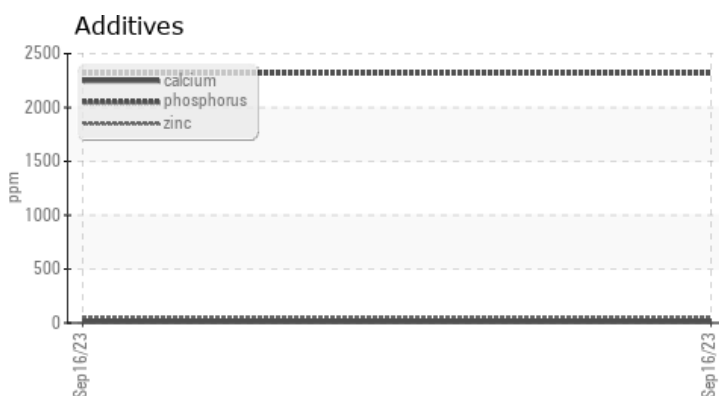 Additives
2500
2000
1500
1000
500
0
ppm
calcium
phosphorus
zinc
Sep16/23
Sep16/23